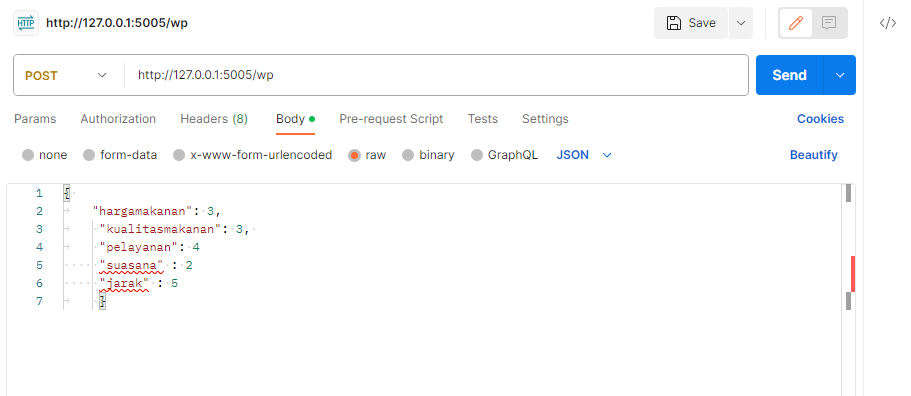 HTTP http://127.0.0.1:5005/wp Save </>
POST http://127.0.0.1:5005/wp Send
Params Authorization Headers (8) Body Pre-request Script Tests Settings Cookies
none form-data x-www-form-urlencoded raw binary GraphQL JSON Beautify
1 {
2 "hargamakanan": 3,
3 "kualitasmakanan": 3,
4 "pelayanan": 4
5 "suasana" : 2
6 "jarak" : 5
7 }